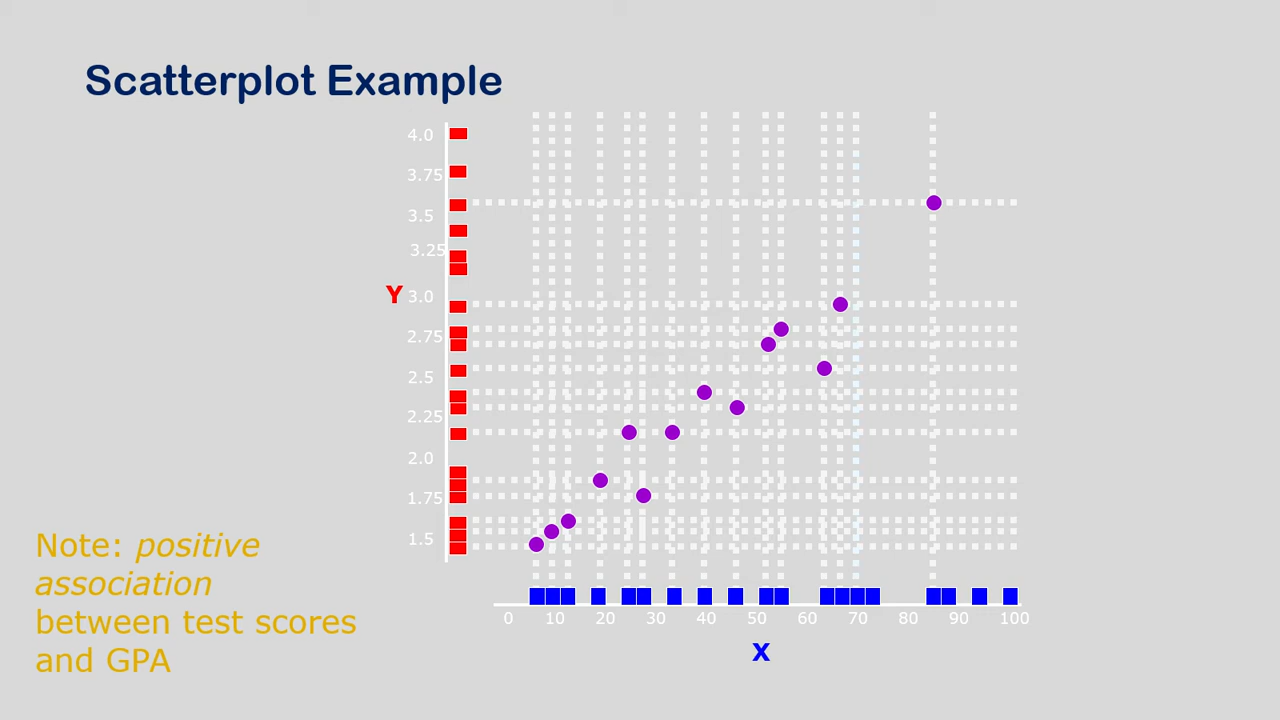 Scatterplot Example
4.0
3.75
3.5
3.25
Y 3.0
2.75
2.5
2.25
2.0
1.75
1.5
Note: positive
association
between test scores
and GPA
0 10 20 30 40 50 60 70 80 90 100
X